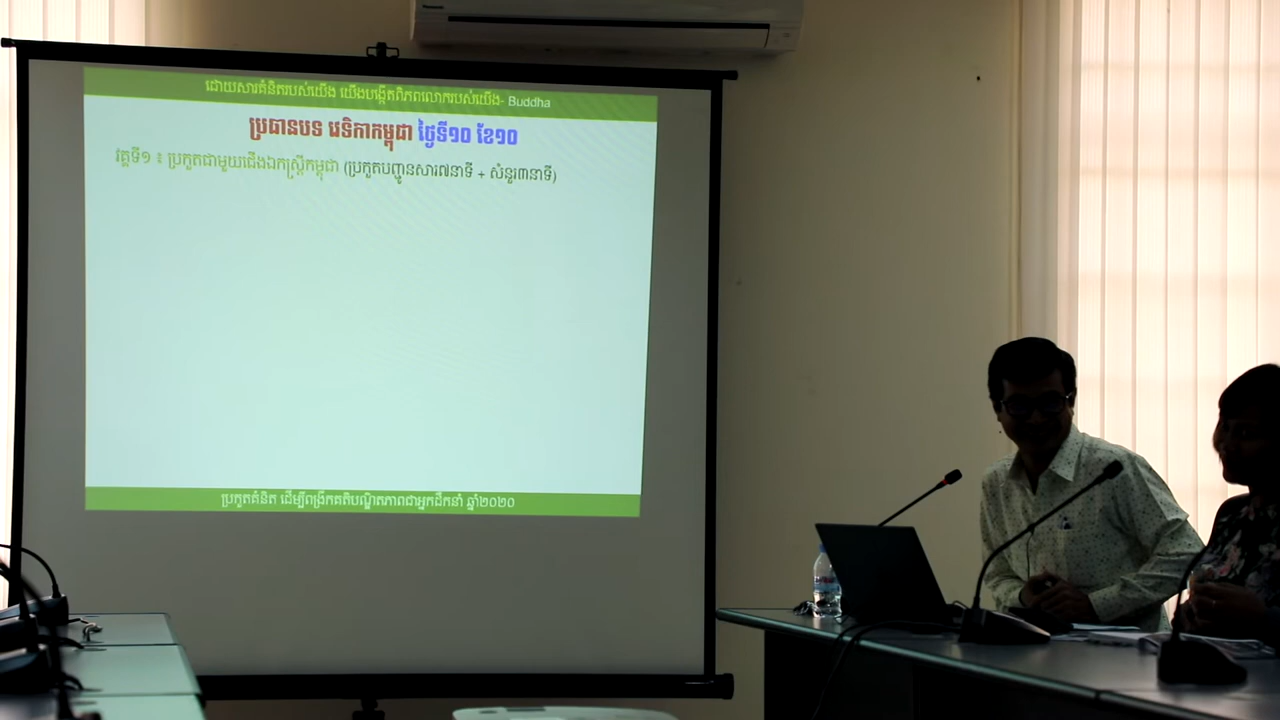 Panasonic
ដោយសារគំនិតរបស់យើង យើងបង្កើតពិភពលោករបស់យើង- Buddha
ប្រធានបទ វេទិកាកម្ពុជា ថ្ងៃទី១០ ខែ១០
វគ្គទី១ ៖ ប្រកួតជាមួយជើងឯកស្ត្រីកម្ពុជា (ប្រកួតបញ្ជូនសារ៧នាទី + សំនួរ៣នាទី)
ប្រកួតគំនិត ដើម្បីពង្រីកគតិបណ្ឌិតភាពជាអ្នកដឹកនាំ ឆ្នាំ២០២០